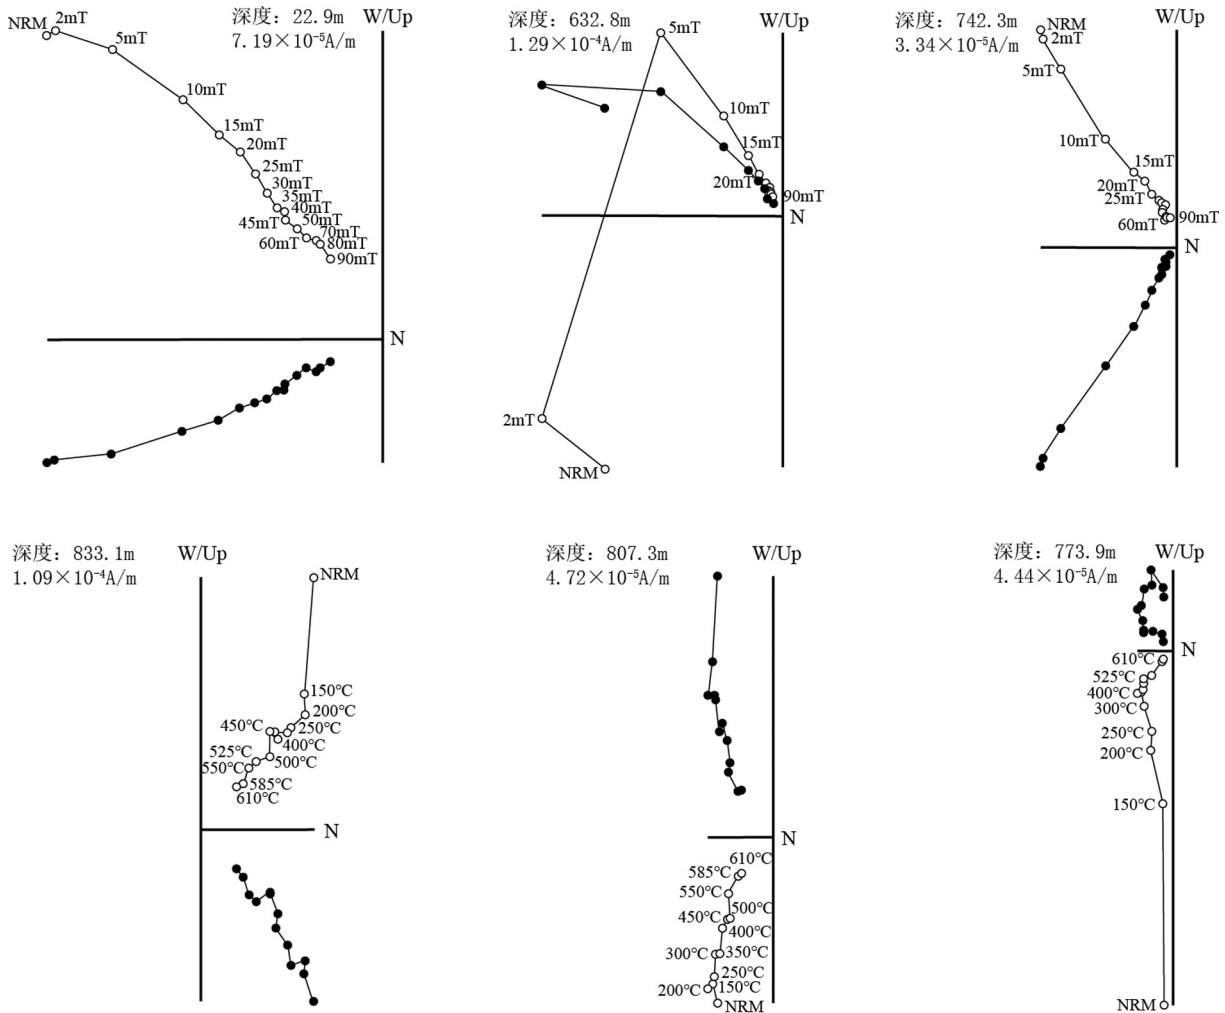 深度：22.9m
7.19×10⁻⁵A/m
W/Up
NRM
2mT
5mT
10mT
15mT
20mT
25mT
30mT
35mT
40mT
45mT
50mT
70mT
60mT
80mT
90mT
N
深度：632.8m
1.29×10⁻⁴A/m
W/Up
5mT
10mT
15mT
20mT
90mT
N
2mT
NRM
深度：742.3m
3.34×10⁻⁵A/m
W/Up
NRM
2mT
5mT
10mT
15mT
20mT
25mT
60mT
90mT
N
深度：833.1m
1.09×10⁻⁴A/m
W/Up
NRM
150℃
200℃
450℃
250℃
400℃
525℃
500℃
550℃
585℃
610℃
N
深度：807.3m
4.72×10⁻⁵A/m
W/Up
N
610℃
585℃
550℃
500℃
450℃
400℃
300℃
350℃
250℃
200℃
150℃
NRM
深度：773.9m
4.44×10⁻⁵A/m
W/Up
N
610℃
525℃
400℃
300℃
250℃
200℃
150℃
NRM